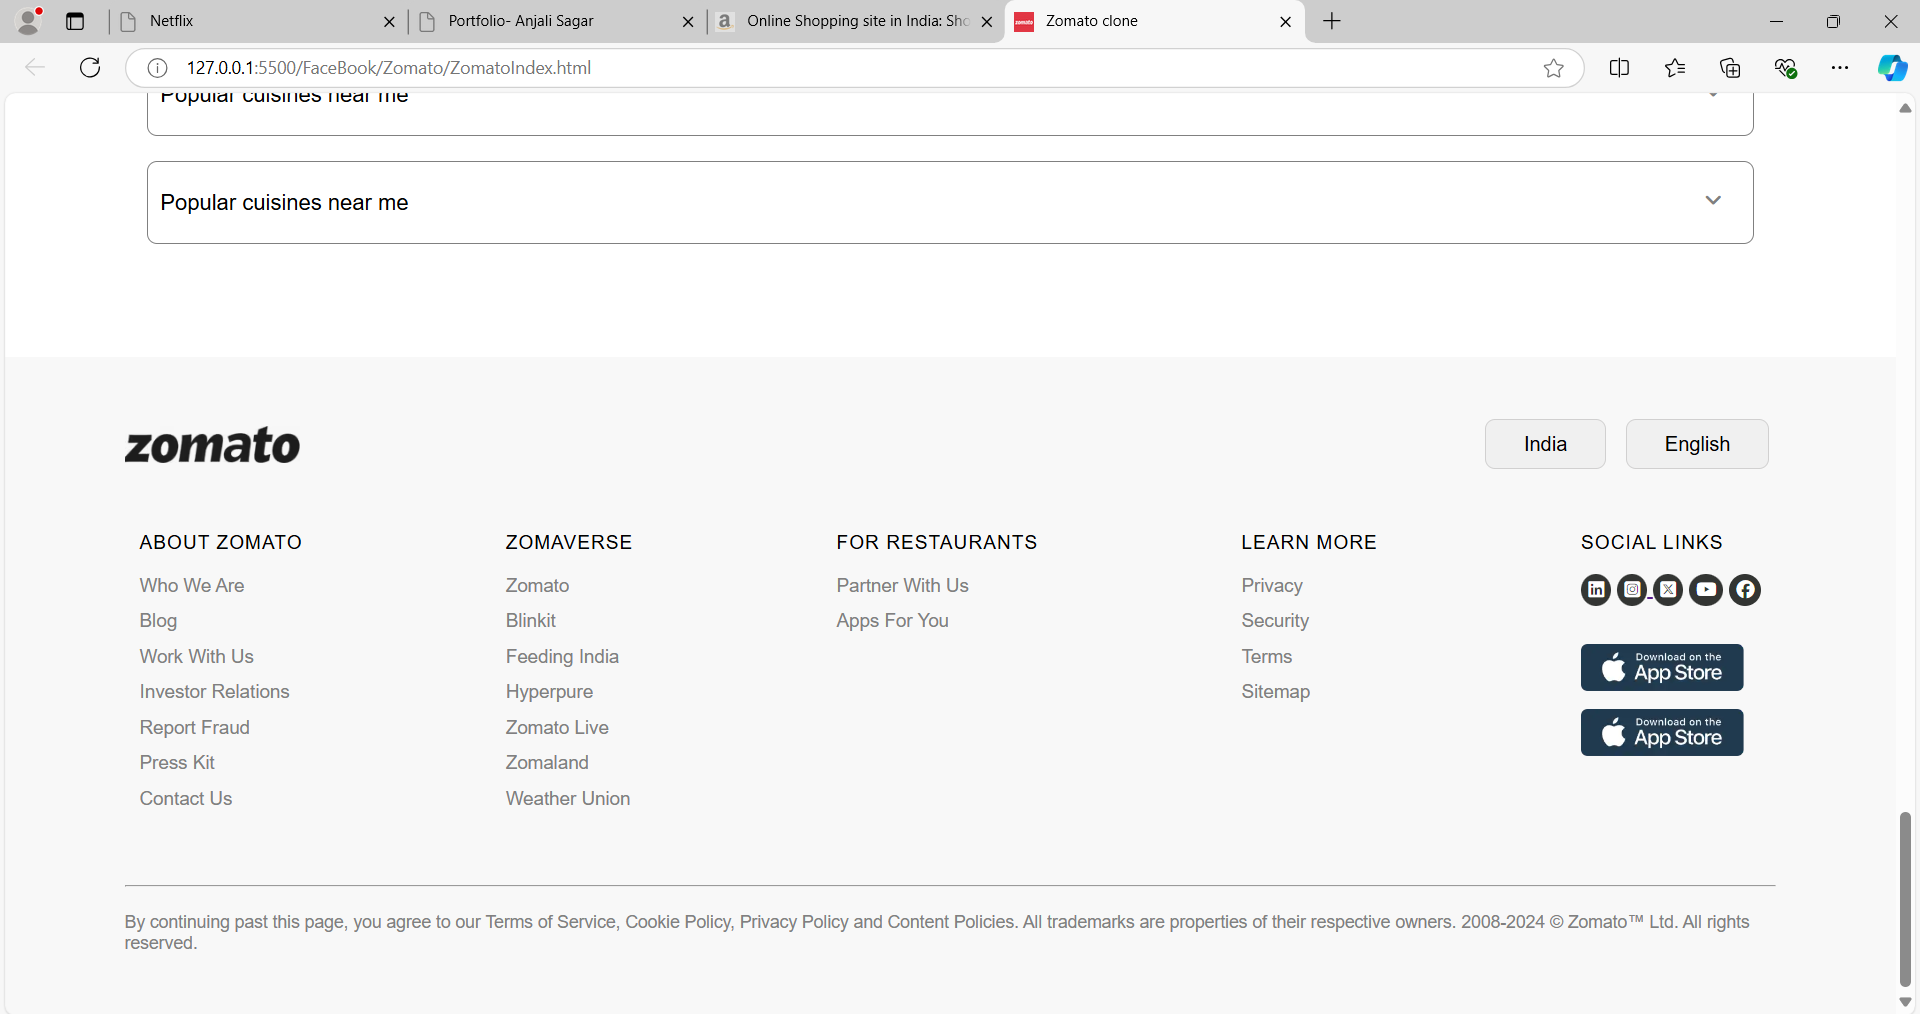 Netflix
Portfolio- Anjali Sagar
a Online Shopping site in India: Sho
zomato Zomato clone
127.0.0.1:5500/FaceBook/Zomato/ZomatoIndex.html
Popular cuisines near me
Popular cuisines near me
zomato
India English
ABOUT ZOMATO
Who We Are
Blog
Work With Us
Investor Relations
Report Fraud
Press Kit
Contact Us
ZOMAVERSE
Zomato
Blinkit
Feeding India
Hyperpure
Zomato Live
Zomaland
Weather Union
FOR RESTAURANTS
Partner With Us
Apps For You
LEARN MORE
Privacy
Security
Terms
Sitemap
SOCIAL LINKS
in X f
Download on the
App Store
Download on the
App Store
By continuing past this page, you agree to our Terms of Service, Cookie Policy, Privacy Policy and Content Policies. All trademarks are properties of their respective owners. 2008-2024 © Zomato™ Ltd. All rights
reserved.